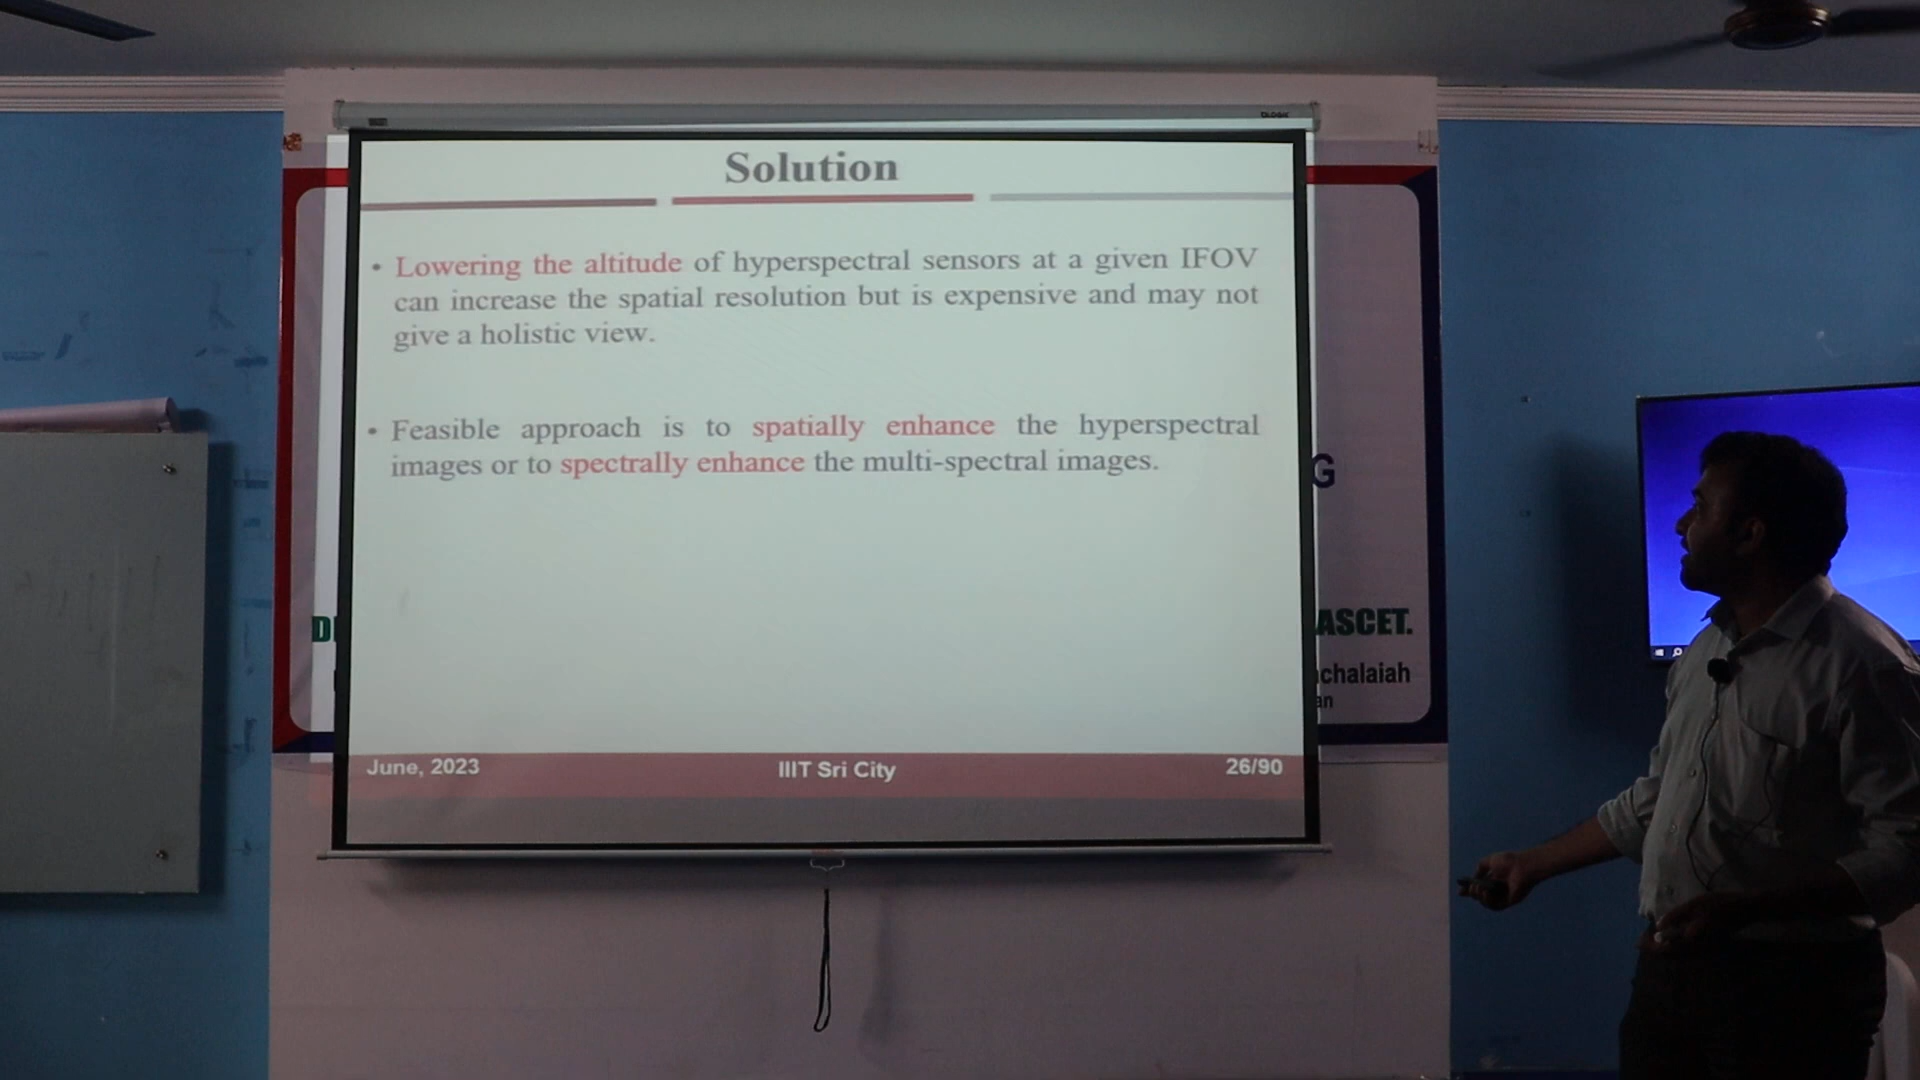 Solution
• Lowering the altitude of hyperspectral sensors at a given IFOV
can increase the spatial resolution but is expensive and may not
give a holistic view.
• Feasible approach is to spatially enhance the hyperspectral
images or to spectrally enhance the multi-spectral images.
June, 2023
IIIT Sri City
26/90
G
D
ASCET.
chalaiah
an